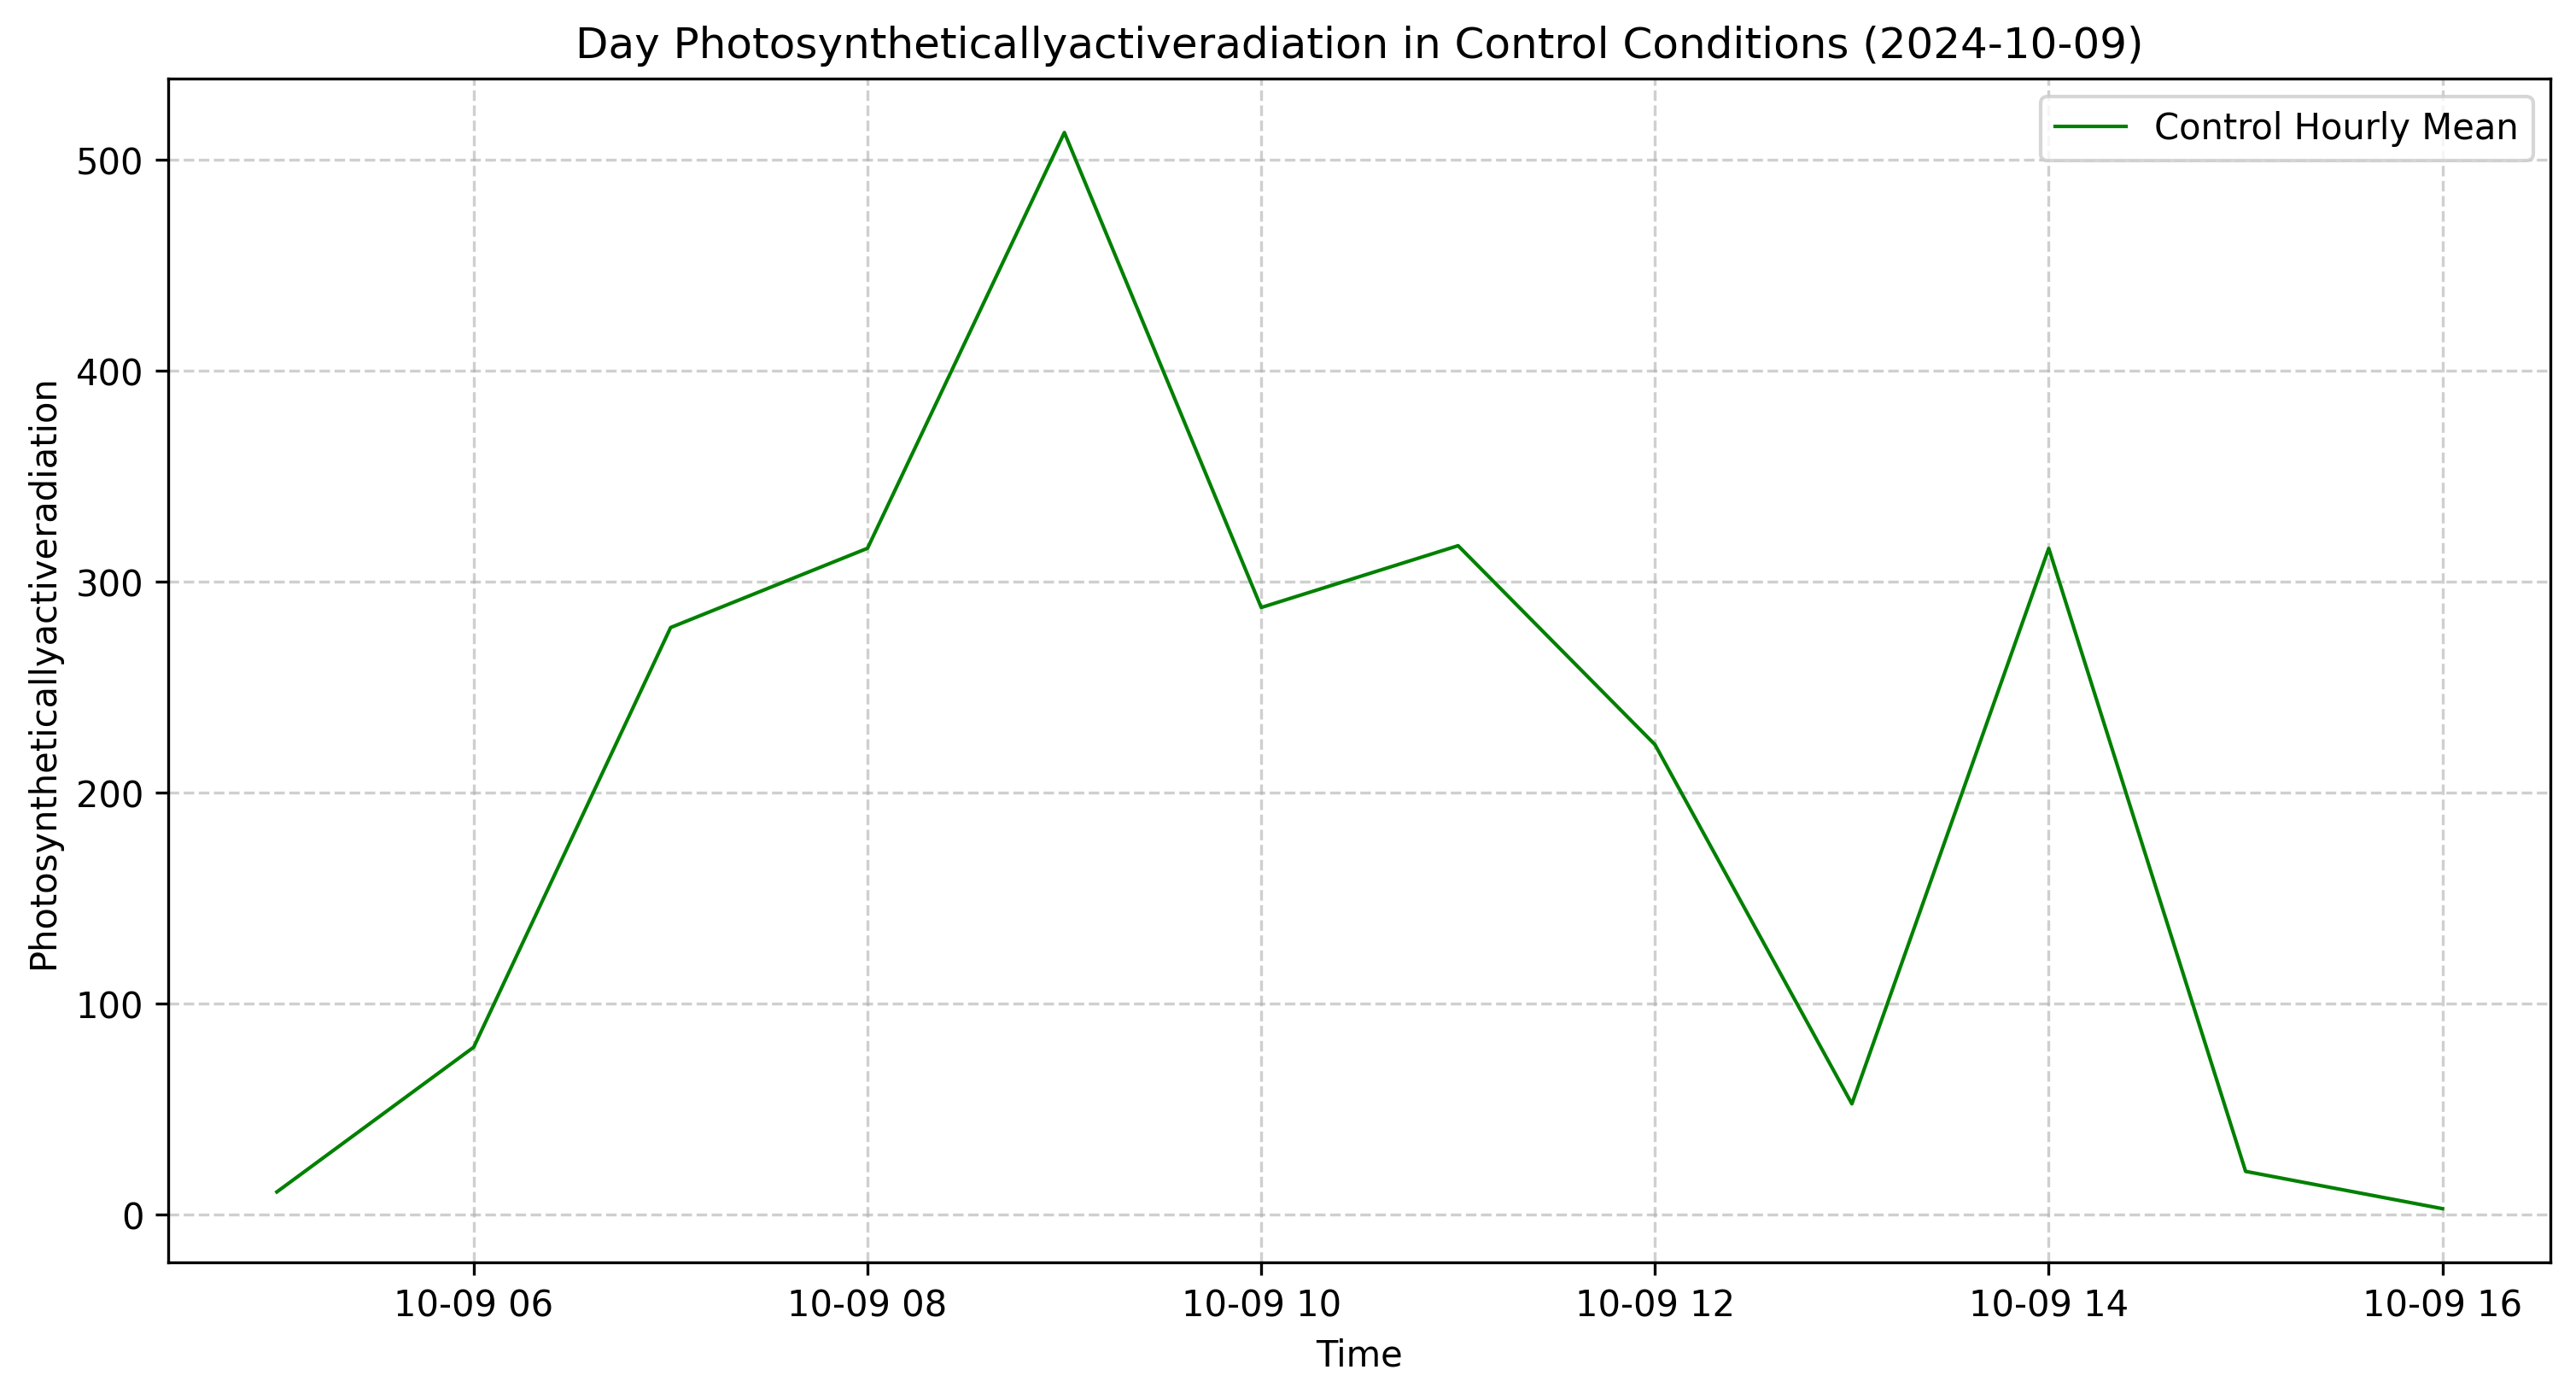 Day Photosyntheticallyactiveradiation in Control Conditions (2024-10-09)
Control Hourly Mean
Photosyntheticallyactiveradiation
500
400
300
200
100
0
10-09 06 10-09 08 10-09 10 10-09 12 10-09 14 10-09 16
Time